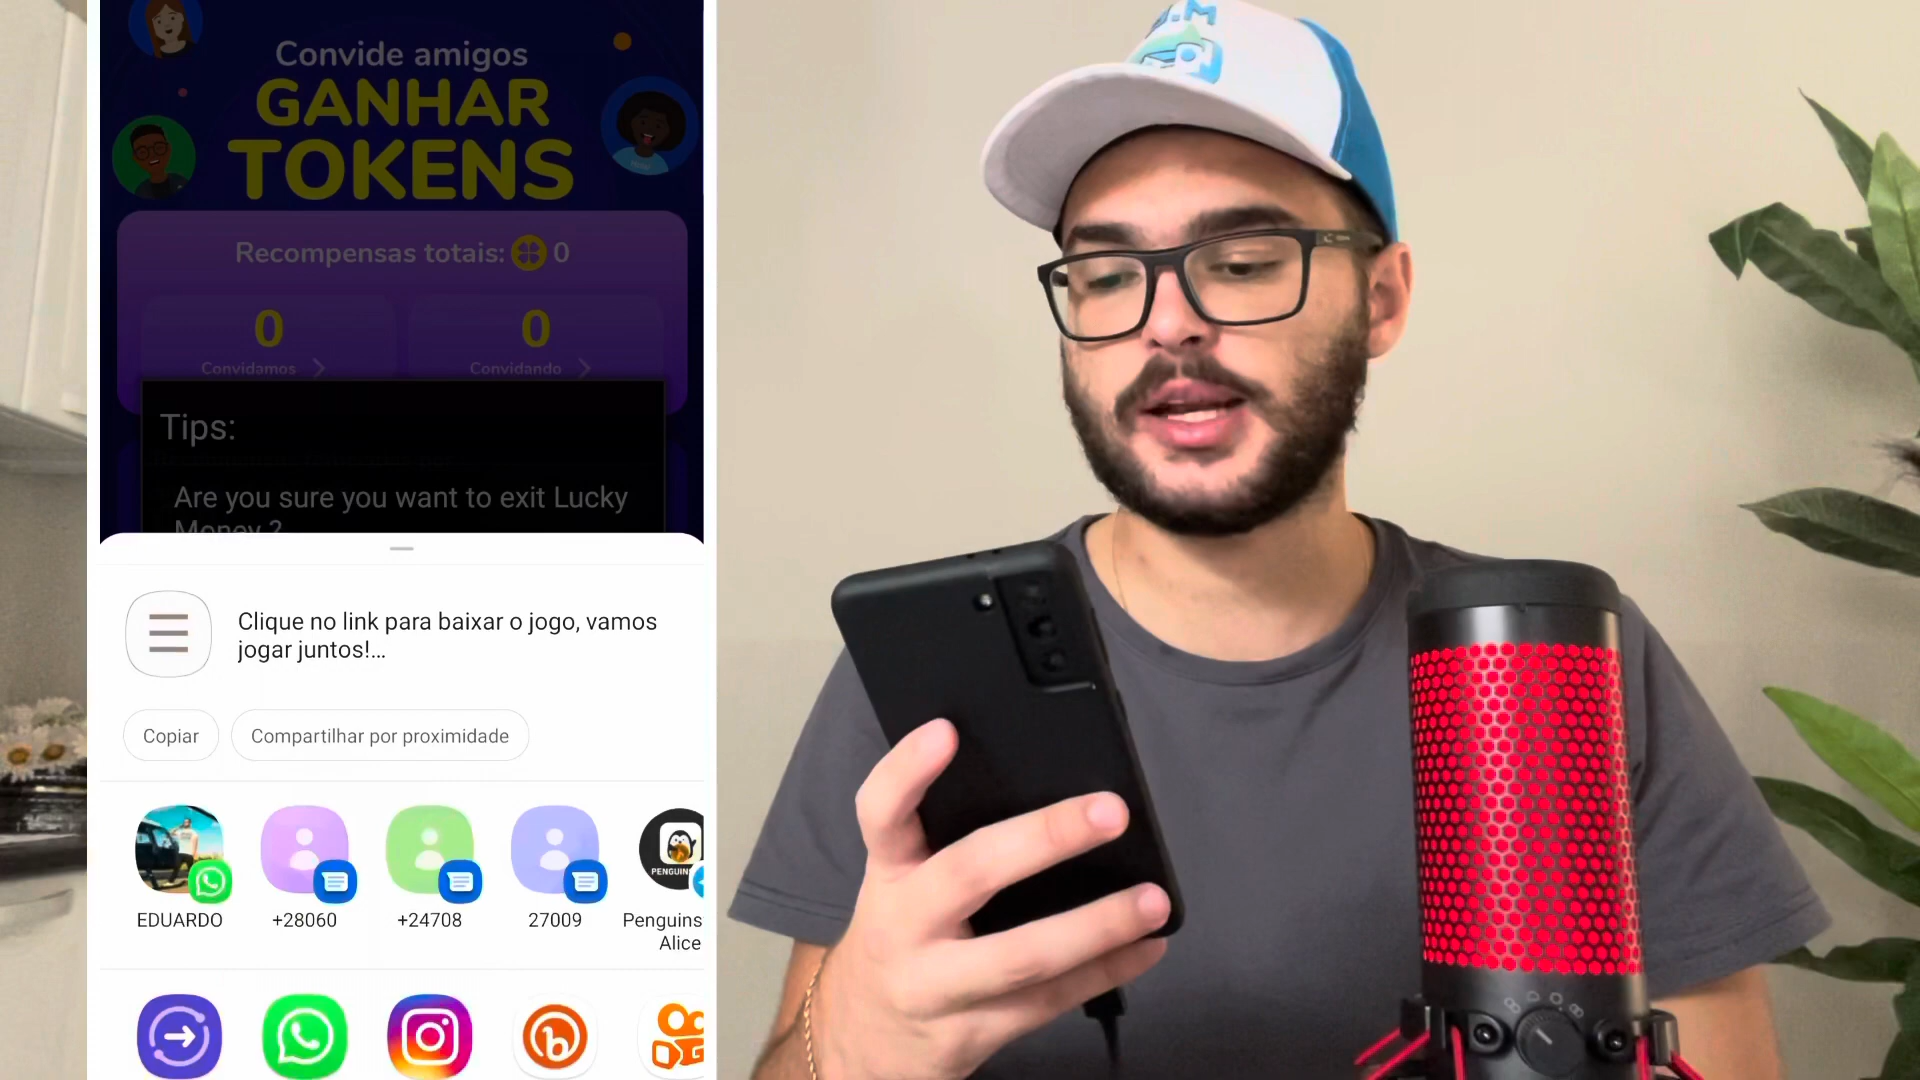 Convide amigos
GANHAR
TOKENS
Recompensas totais: 0
0
0
Convidamos
Convidando
Tips:
Are you sure you want to exit Lucky
Money ?
Clique no link para baixar o jogo, vamos
jogar juntos!...
Copiar
Compartilhar por proximidade
EDUARDO
+28060
+24708
27009
PENGUINS
Penguins
Alice